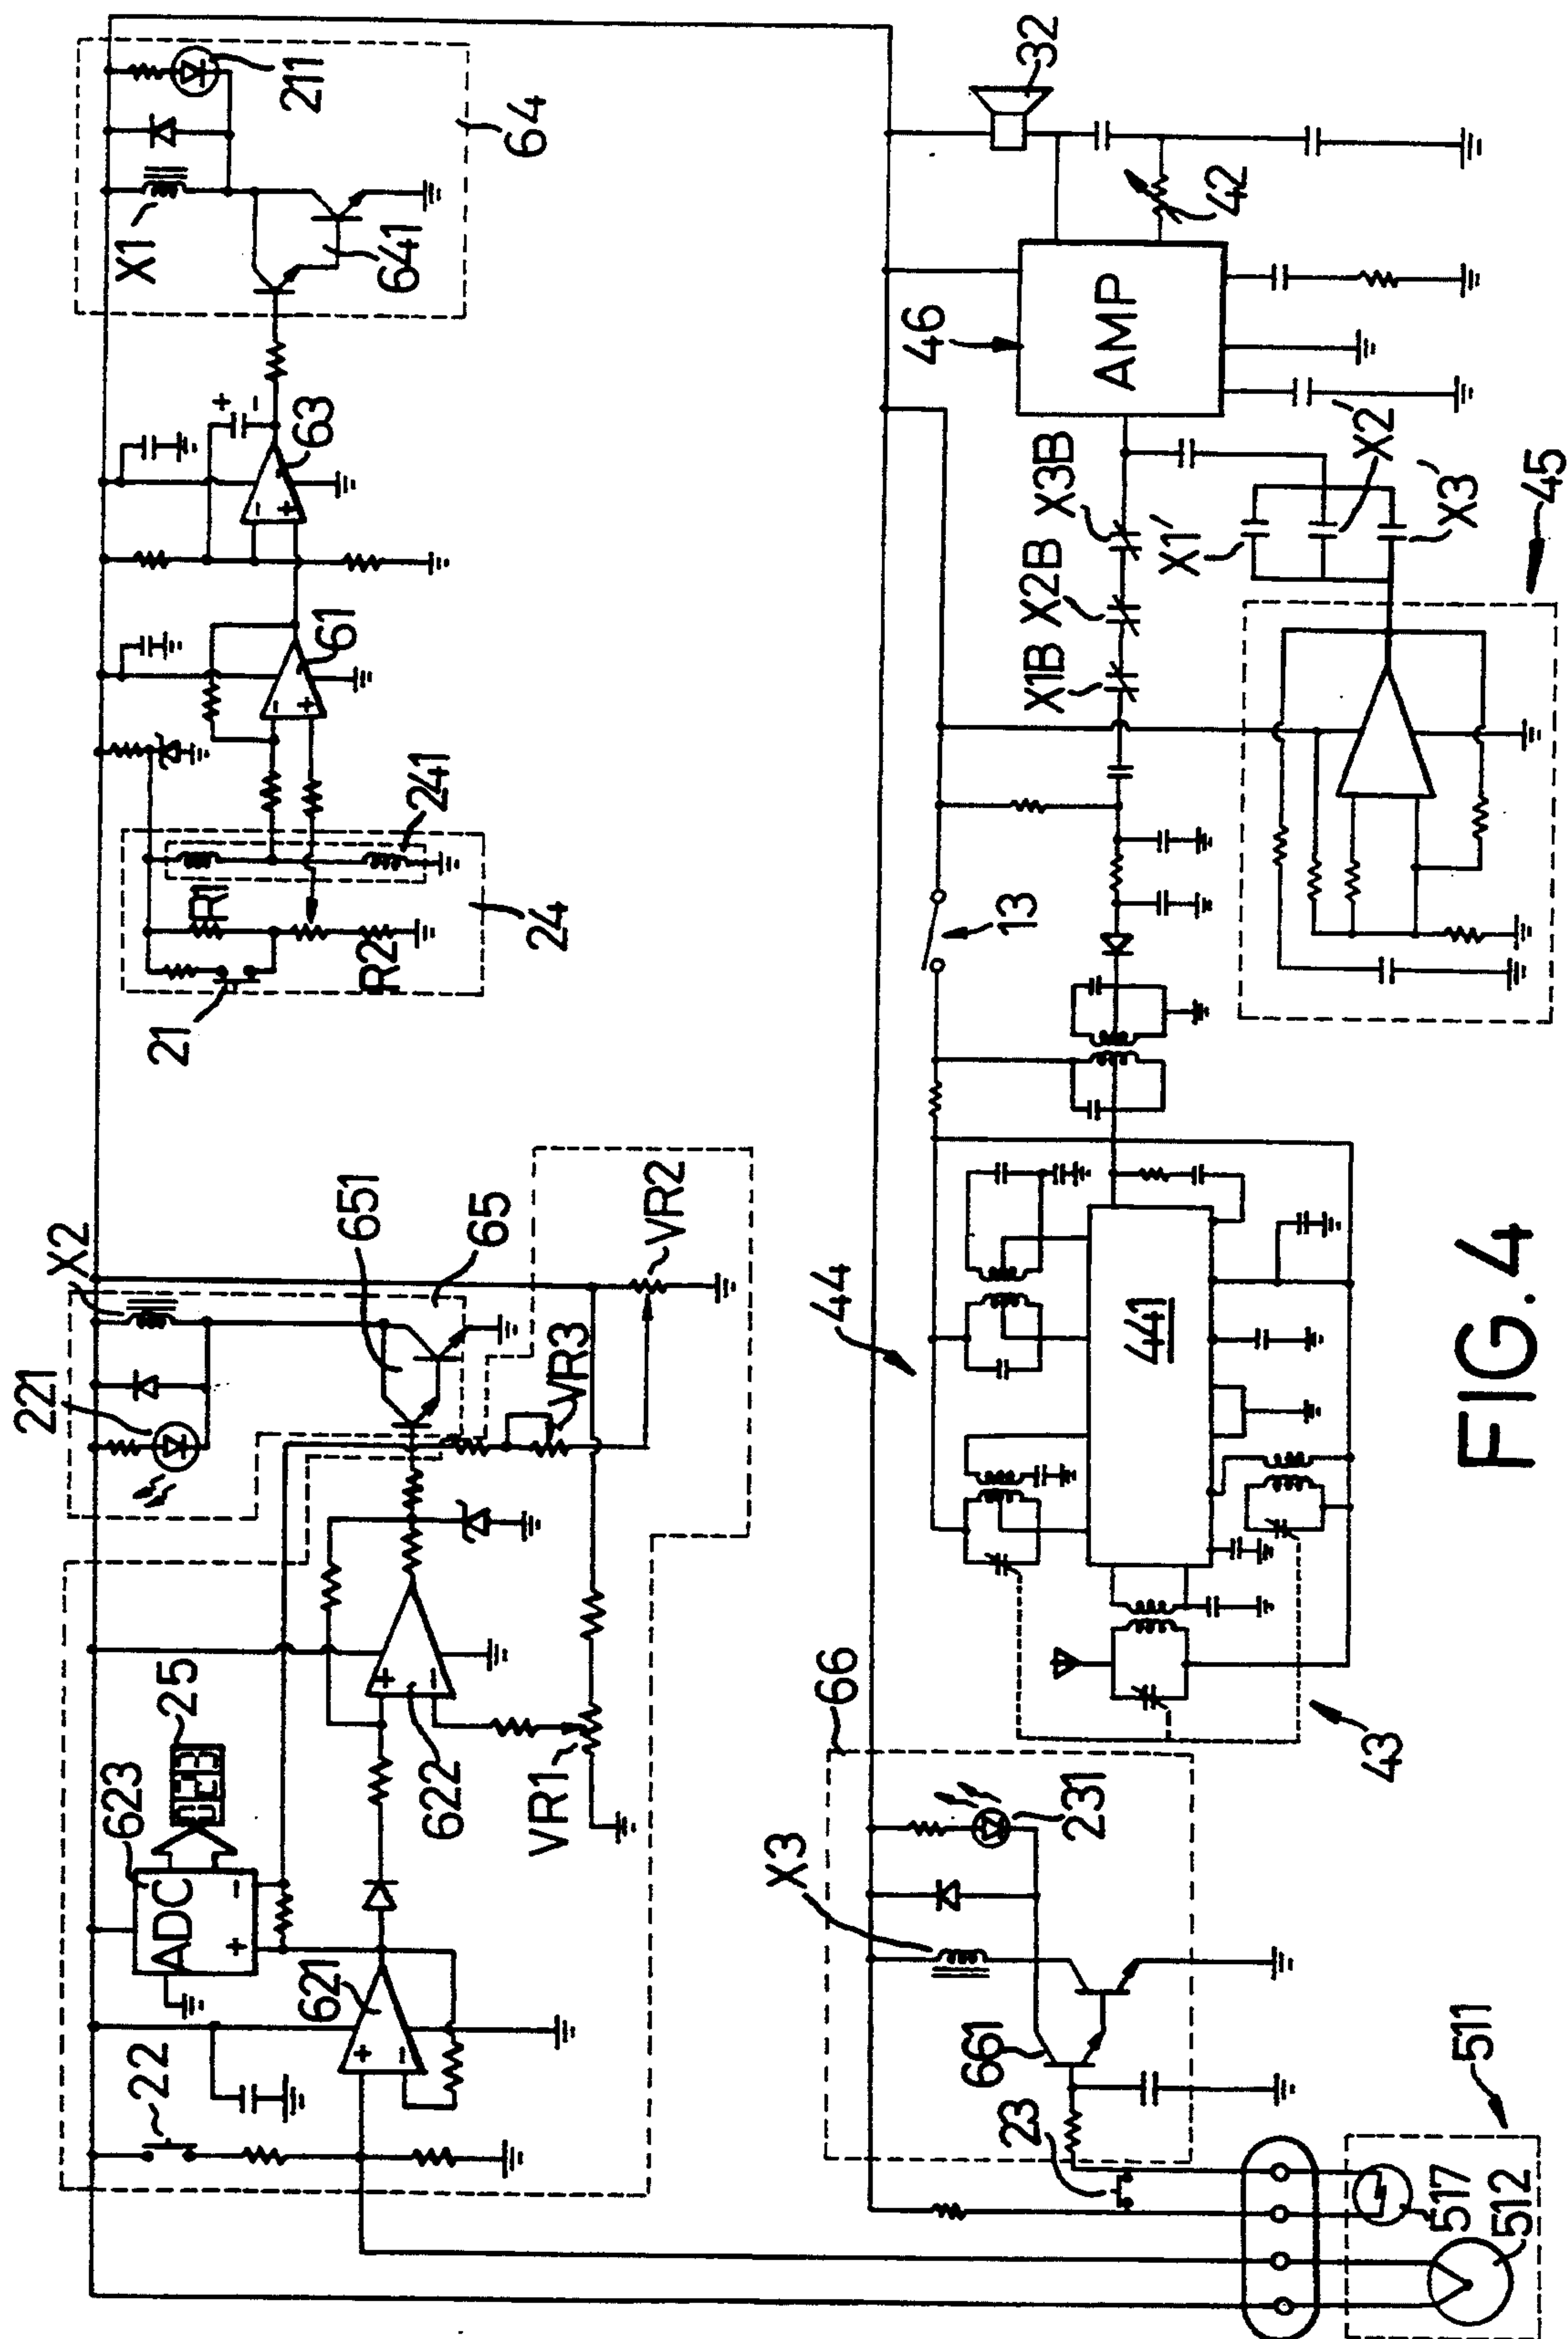 211
64
X1
641
+
-
63
-
+
61
-
+
241
R1
24
R2
21
X2
651
65
VR2
221
VR3
25
623
ADC
-
+
+
-
622
VR1
621
+
-
22
32
42
46
AMP
X3B
X2B
X1B
X1'
X2'
X3'
45
13
44
441
FIG. 4
66
43
231
X3
661
23
511
517
512